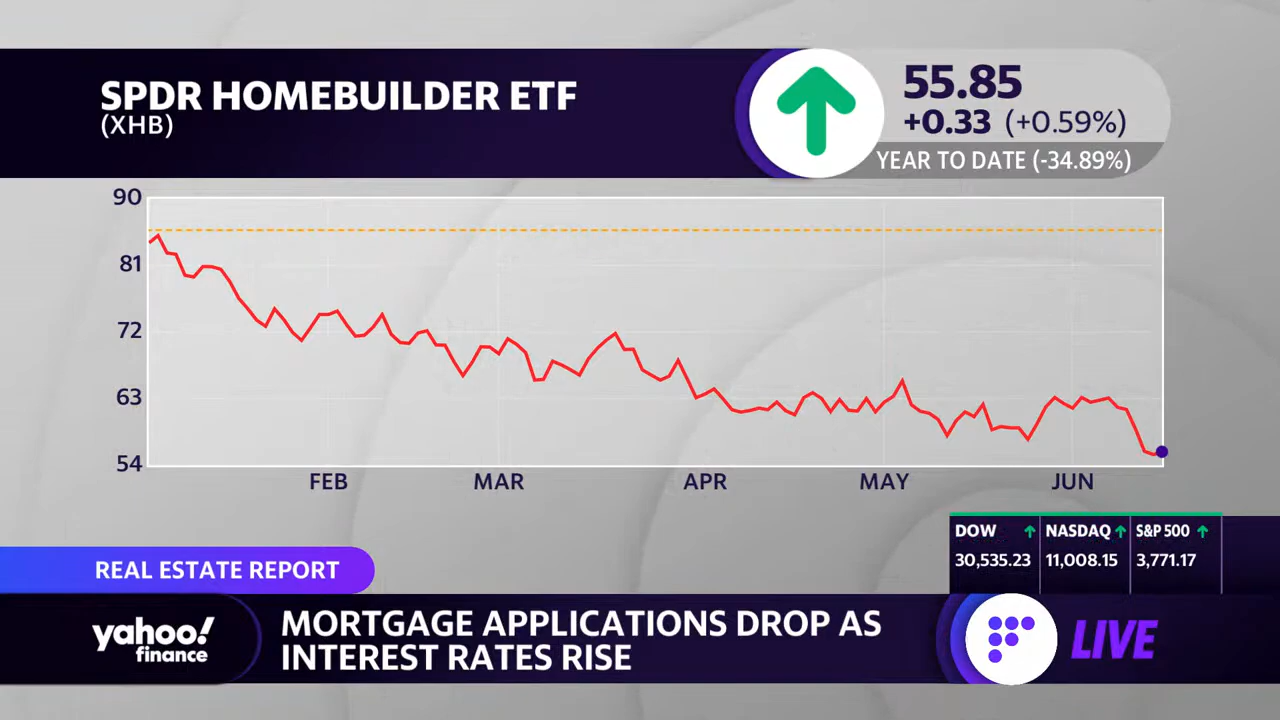 SPDR HOMEBUILDER ETF
(XHB)
55.85
+0.33 (+0.59%)
YEAR TO DATE (-34.89%)
90
81
72
63
54
FEB MAR APR MAY JUN
DOW NASDAQ S&P 500
30,535.23 11,008.15 3,771.17
REAL ESTATE REPORT
yahoo!
finance
MORTGAGE APPLICATIONS DROP AS
INTEREST RATES RISE
LIVE